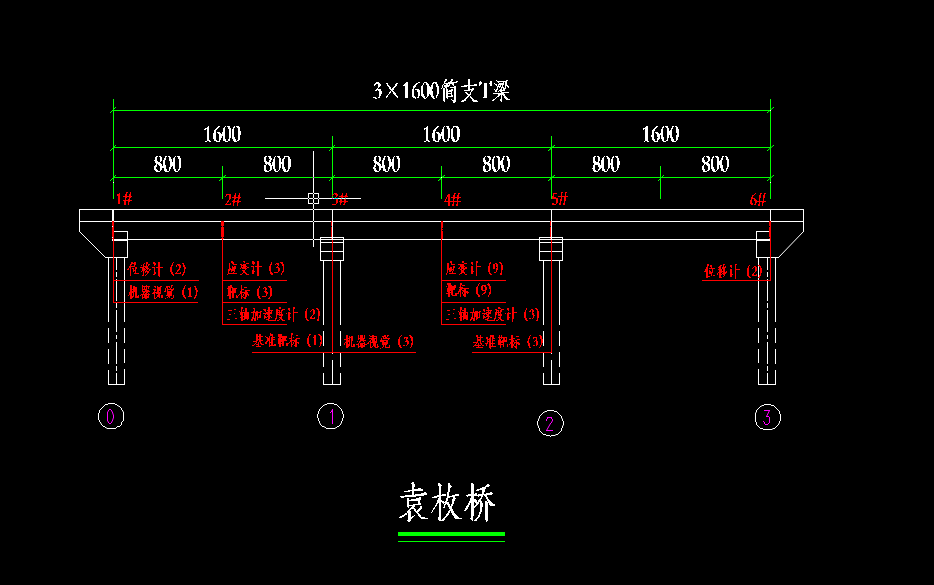 3×1600简支T梁
1600 1600 1600
800 800 800 800 800 800
1# 2# 3# 4# 5# 6#
位移计 (2) 应变计 (3) 应变计 (9) 位移计 (2)
机器视觉 (1) 靶标 (3) 靶标 (9)
三轴加速度计 (2) 三轴加速度计 (3)
基准靶标 (1) 机器视觉 (3) 基准靶标 (3)
0 1 2 3
袁枚桥